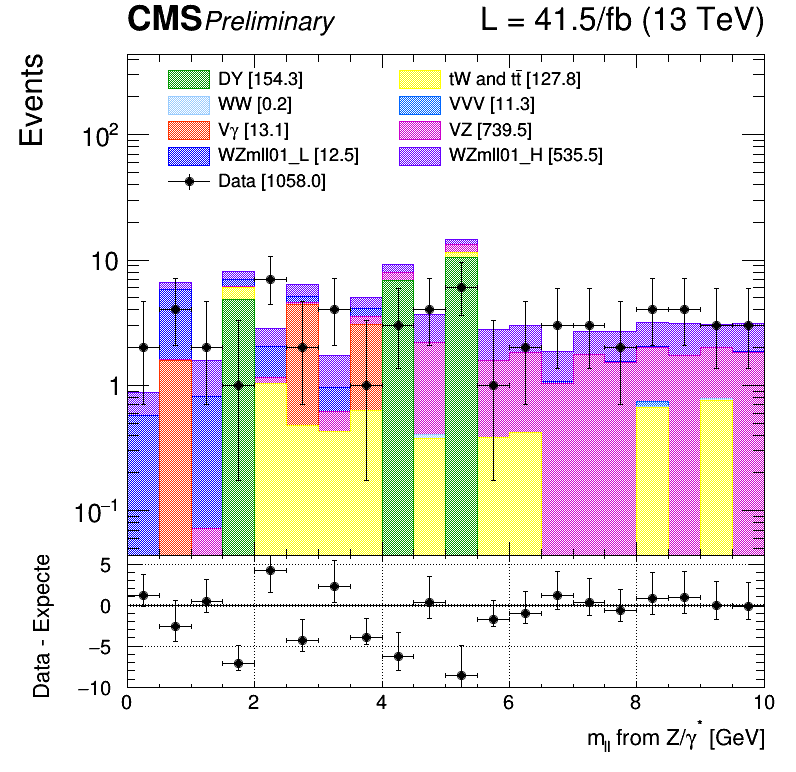 CMS Preliminary L = 41.5/fb (13 TeV)
Events
DY [154.3] tW and tt̄ [127.8]
WW [0.2] VVV [11.3]
Vγ [13.1] VZ [739.5]
WZmll01_L [12.5] WZmll01_H [535.5]
Data [1058.0]
10²
10
1
10⁻¹
Data - Expecte
5
0
−5
−10
0 2 4 6 8 10
m_ll from Z/γ* [GeV]